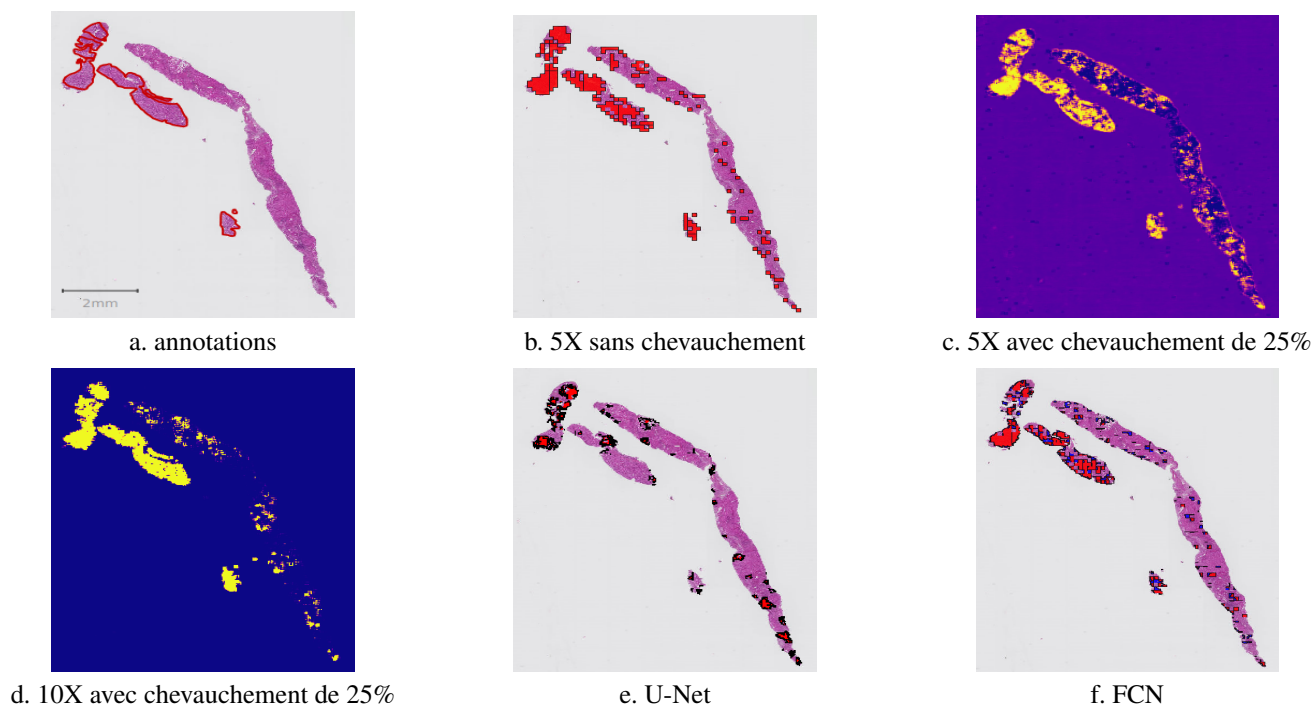 2mm
a. annotations
b. 5X sans chevauchement
c. 5X avec chevauchement de 25%
d. 10X avec chevauchement de 25%
e. U-Net
f. FCN